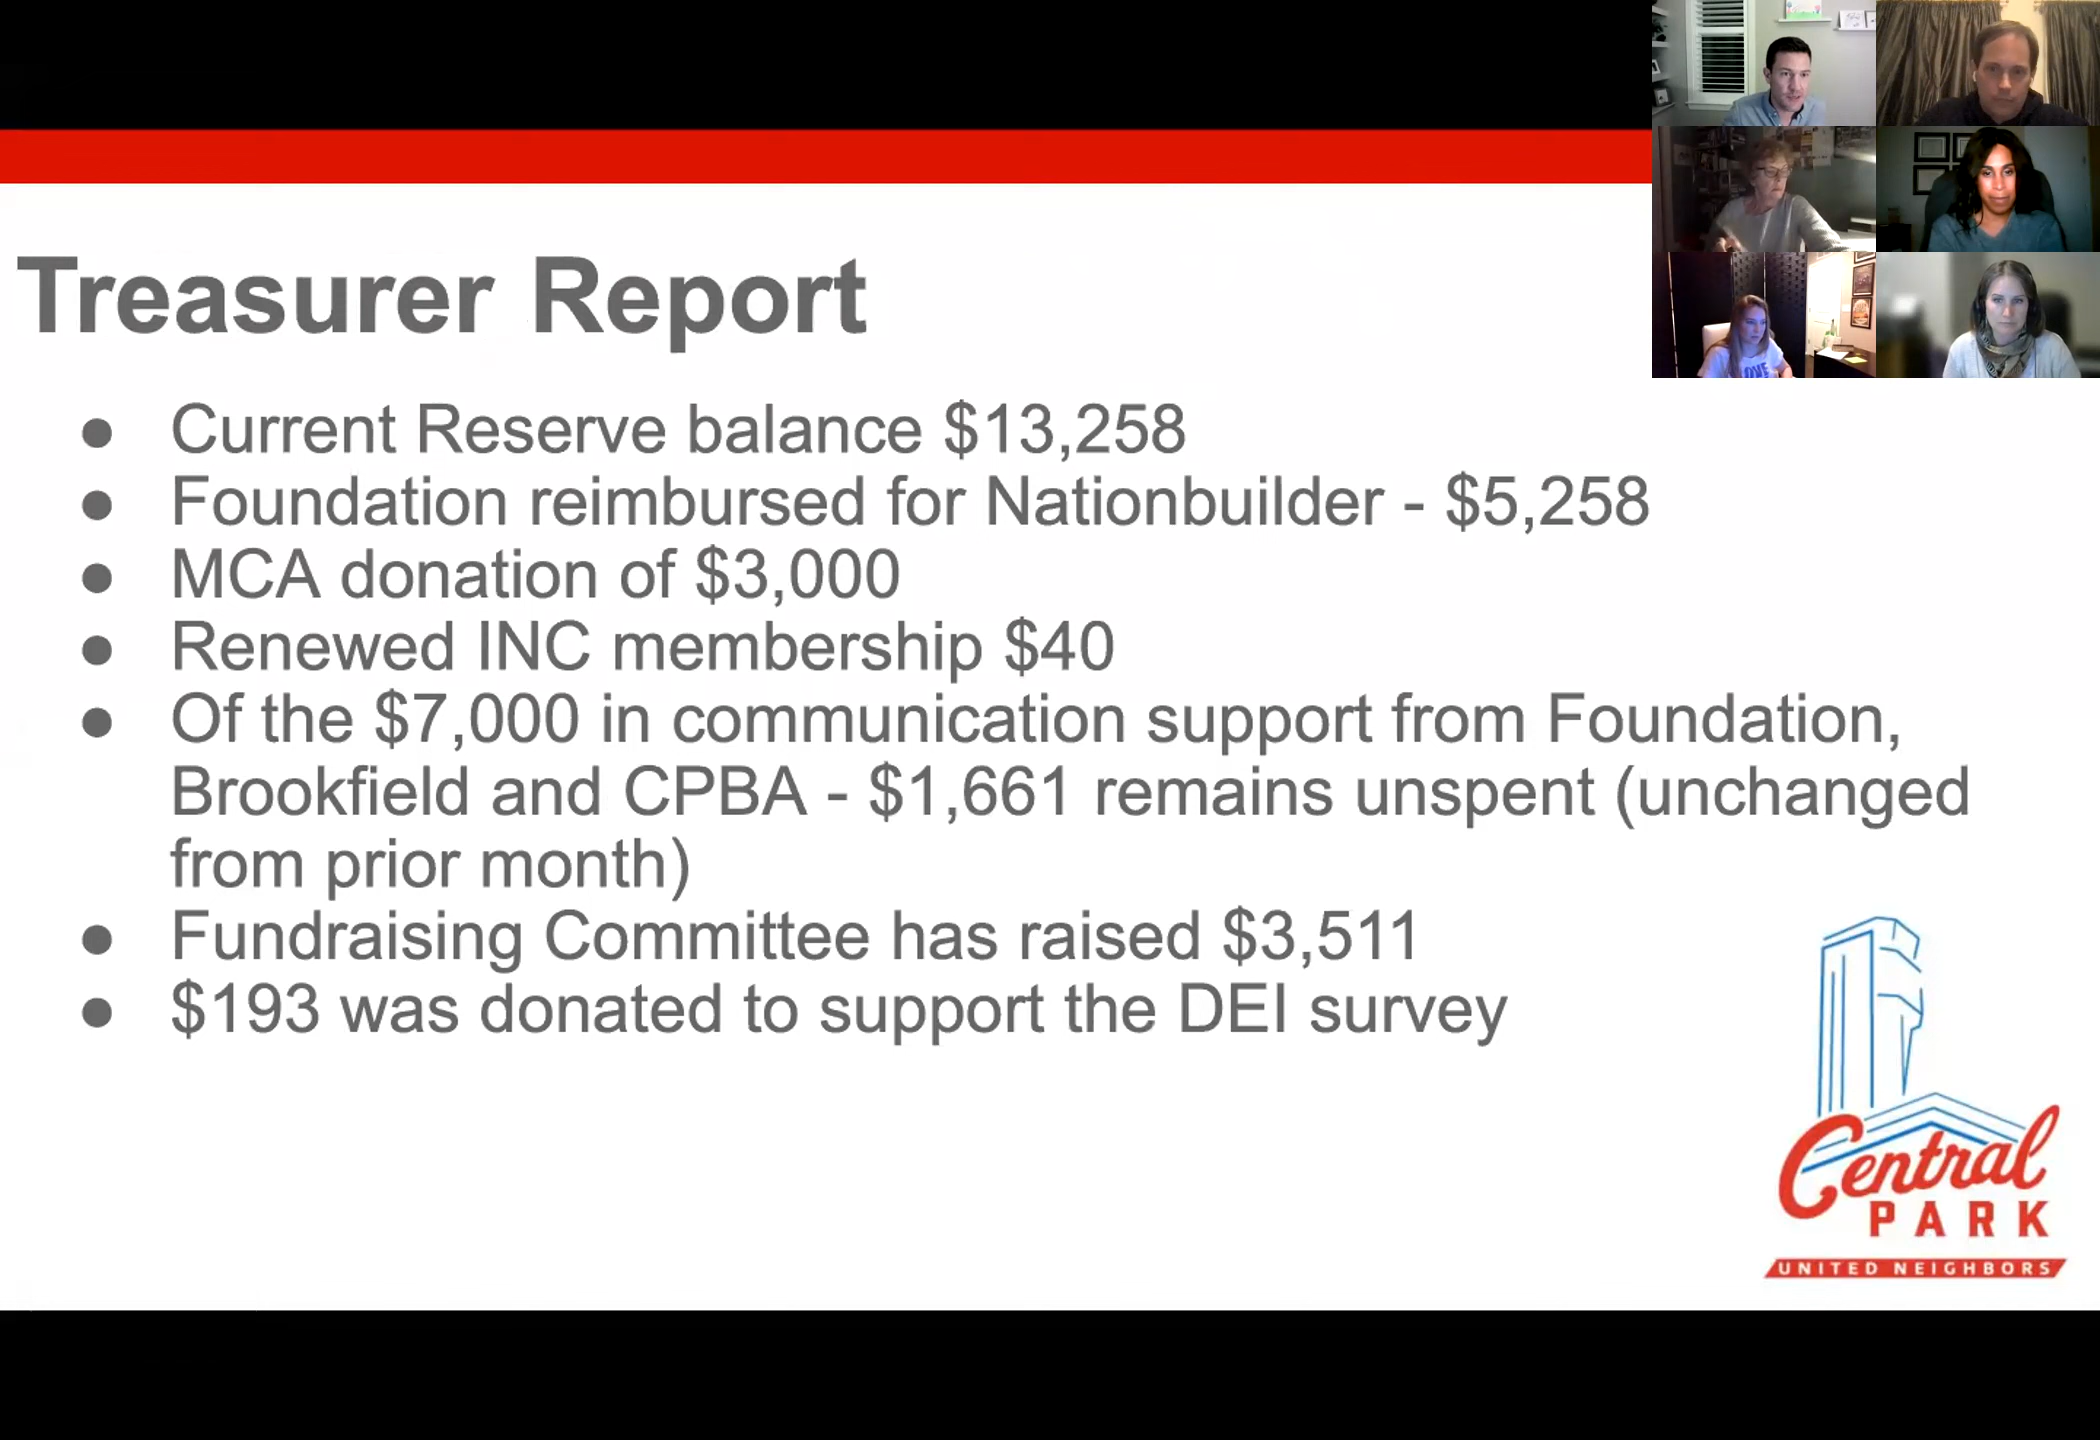 Treasurer Report
● Current Reserve balance $13,258
● Foundation reimbursed for Nationbuilder - $5,258
● MCA donation of $3,000
● Renewed INC membership $40
● Of the $7,000 in communication support from Foundation,
Brookfield and CPBA - $1,661 remains unspent (unchanged
from prior month)
● Fundraising Committee has raised $3,511
● $193 was donated to support the DEI survey
Central
PARK
UNITED NEIGHBORS
LOVE